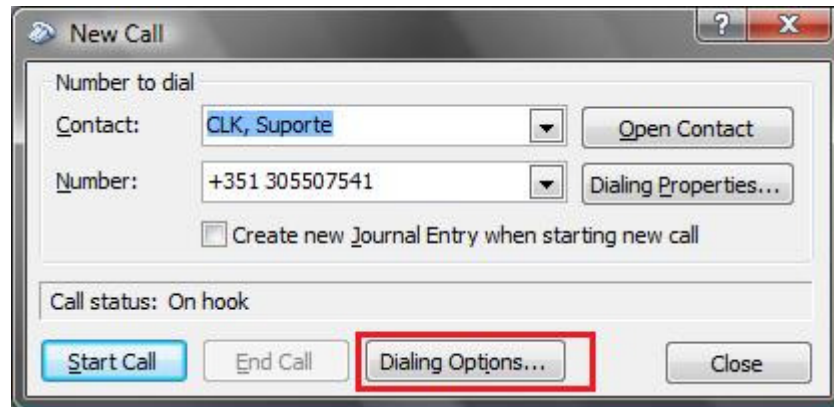 New Call
Number to dial
Contact: CLK, Suporte Open Contact
Number: +351 305507541 Dialing Properties...
Create new Journal Entry when starting new call
Call status: On hook
Start Call End Call Dialing Options... Close